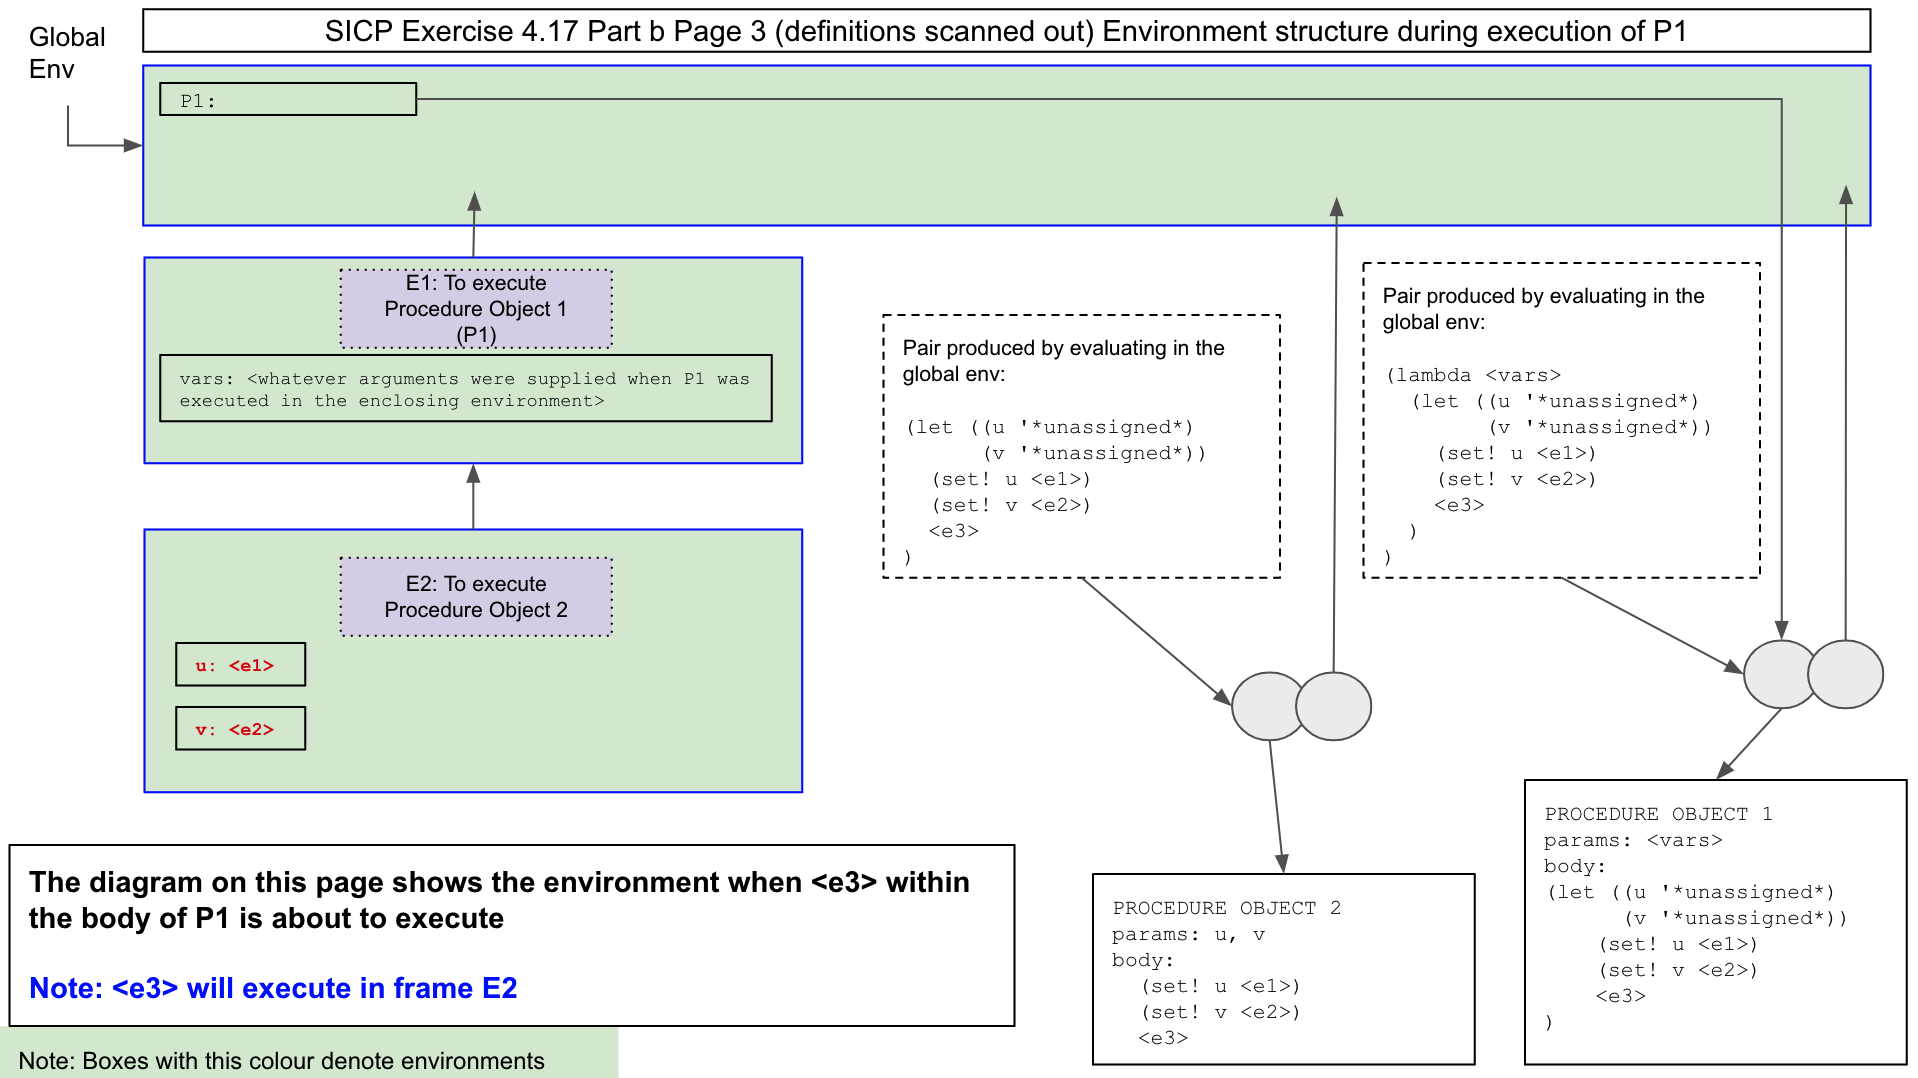 SICP Exercise 4.17 Part b Page 3 (definitions scanned out) Environment structure during execution of P1
Global
Env
P1:
E1: To execute
Procedure Object 1
(P1)
vars: <whatever arguments were supplied when P1 was
executed in the enclosing environment>
E2: To execute
Procedure Object 2
u: <e1>
v: <e2>
Pair produced by evaluating in the
global env:
(let ((u '*unassigned*)
      (v '*unassigned*))
  (set! u <e1>)
  (set! v <e2>)
  <e3>
)
Pair produced by evaluating in the
global env:
(lambda <vars>
  (let ((u '*unassigned*)
        (v '*unassigned*))
    (set! u <e1>)
    (set! v <e2>)
    <e3>
  )
)
The diagram on this page shows the environment when <e3> within
the body of P1 is about to execute
Note: <e3> will execute in frame E2
Note: Boxes with this colour denote environments
PROCEDURE OBJECT 2
params: u, v
body:
  (set! u <e1>)
  (set! v <e2>)
  <e3>
PROCEDURE OBJECT 1
params: <vars>
body:
(let ((u '*unassigned*)
      (v '*unassigned*))
    (set! u <e1>)
    (set! v <e2>)
    <e3>
)